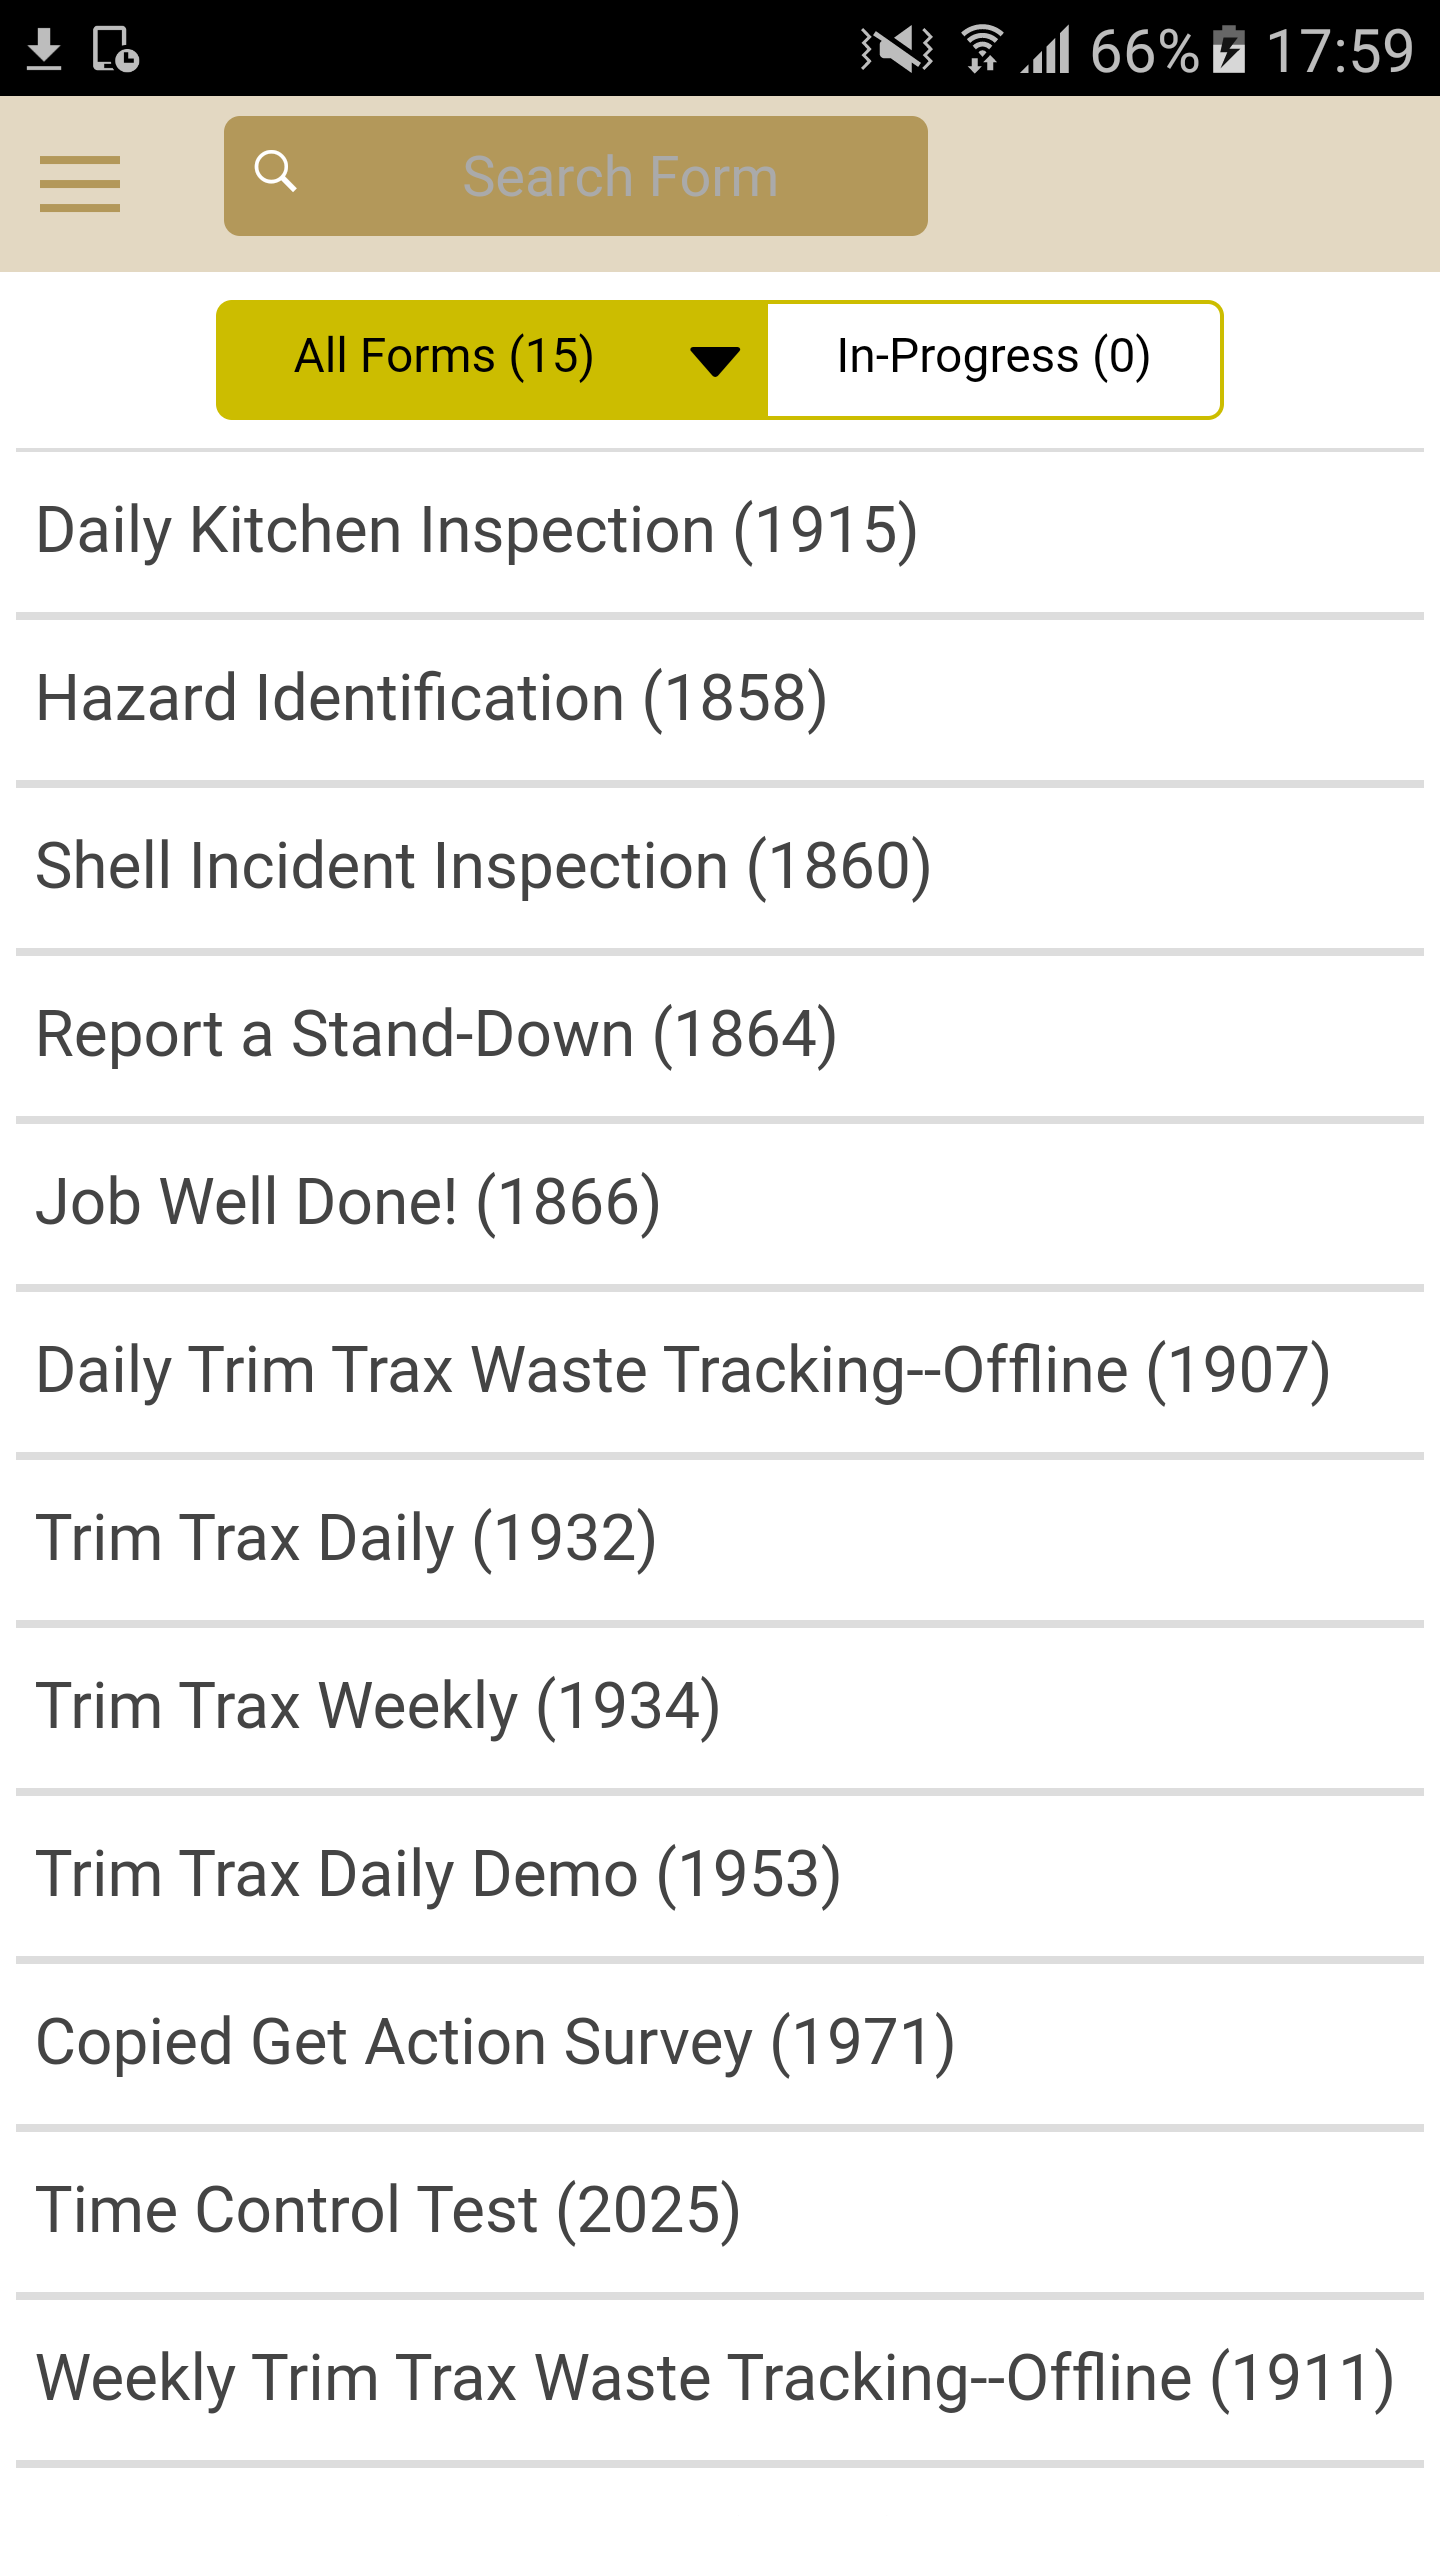 66% 17:59
Search Form
All Forms (15) In-Progress (0)
Daily Kitchen Inspection (1915)
Hazard Identification (1858)
Shell Incident Inspection (1860)
Report a Stand-Down (1864)
Job Well Done! (1866)
Daily Trim Trax Waste Tracking--Offline (1907)
Trim Trax Daily (1932)
Trim Trax Weekly (1934)
Trim Trax Daily Demo (1953)
Copied Get Action Survey (1971)
Time Control Test (2025)
Weekly Trim Trax Waste Tracking--Offline (1911)